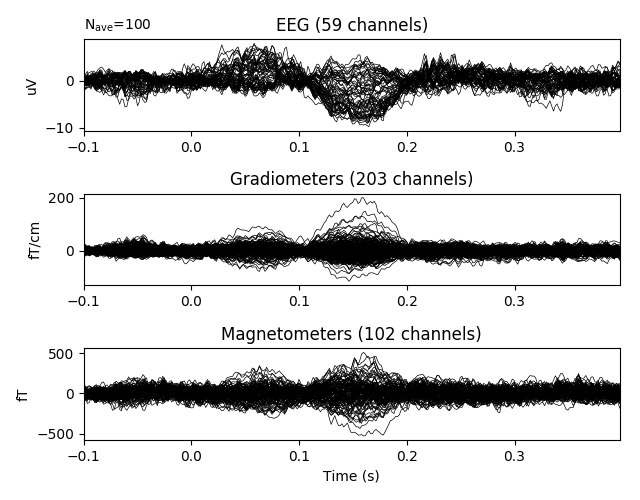 N_ave=100
EEG (59 channels)
uV
0
−10
−0.1 0.0 0.1 0.2 0.3
Gradiometers (203 channels)
fT/cm
200
0
−0.1 0.0 0.1 0.2 0.3
Magnetometers (102 channels)
fT
500
0
−500
−0.1 0.0 0.1 0.2 0.3
Time (s)